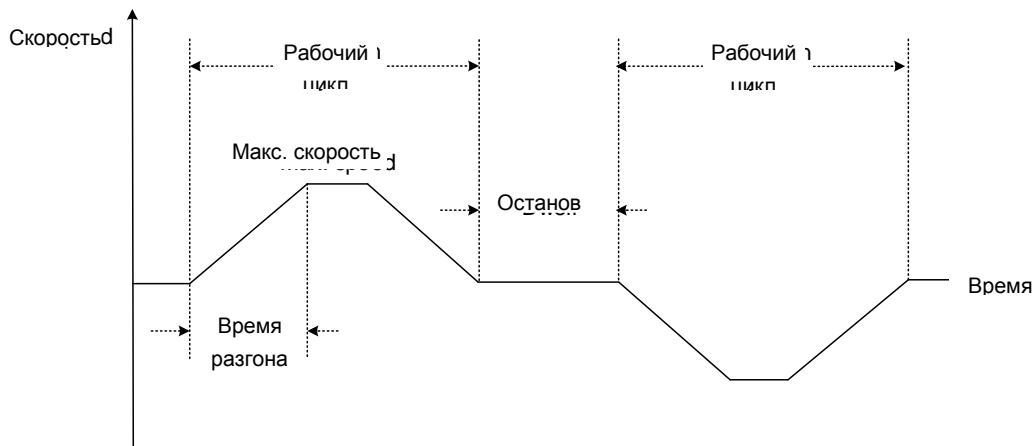 Скорость
Рабочий
цикл
Рабочий
цикл
Макс. скорость
Останов
Время
Время
разгона